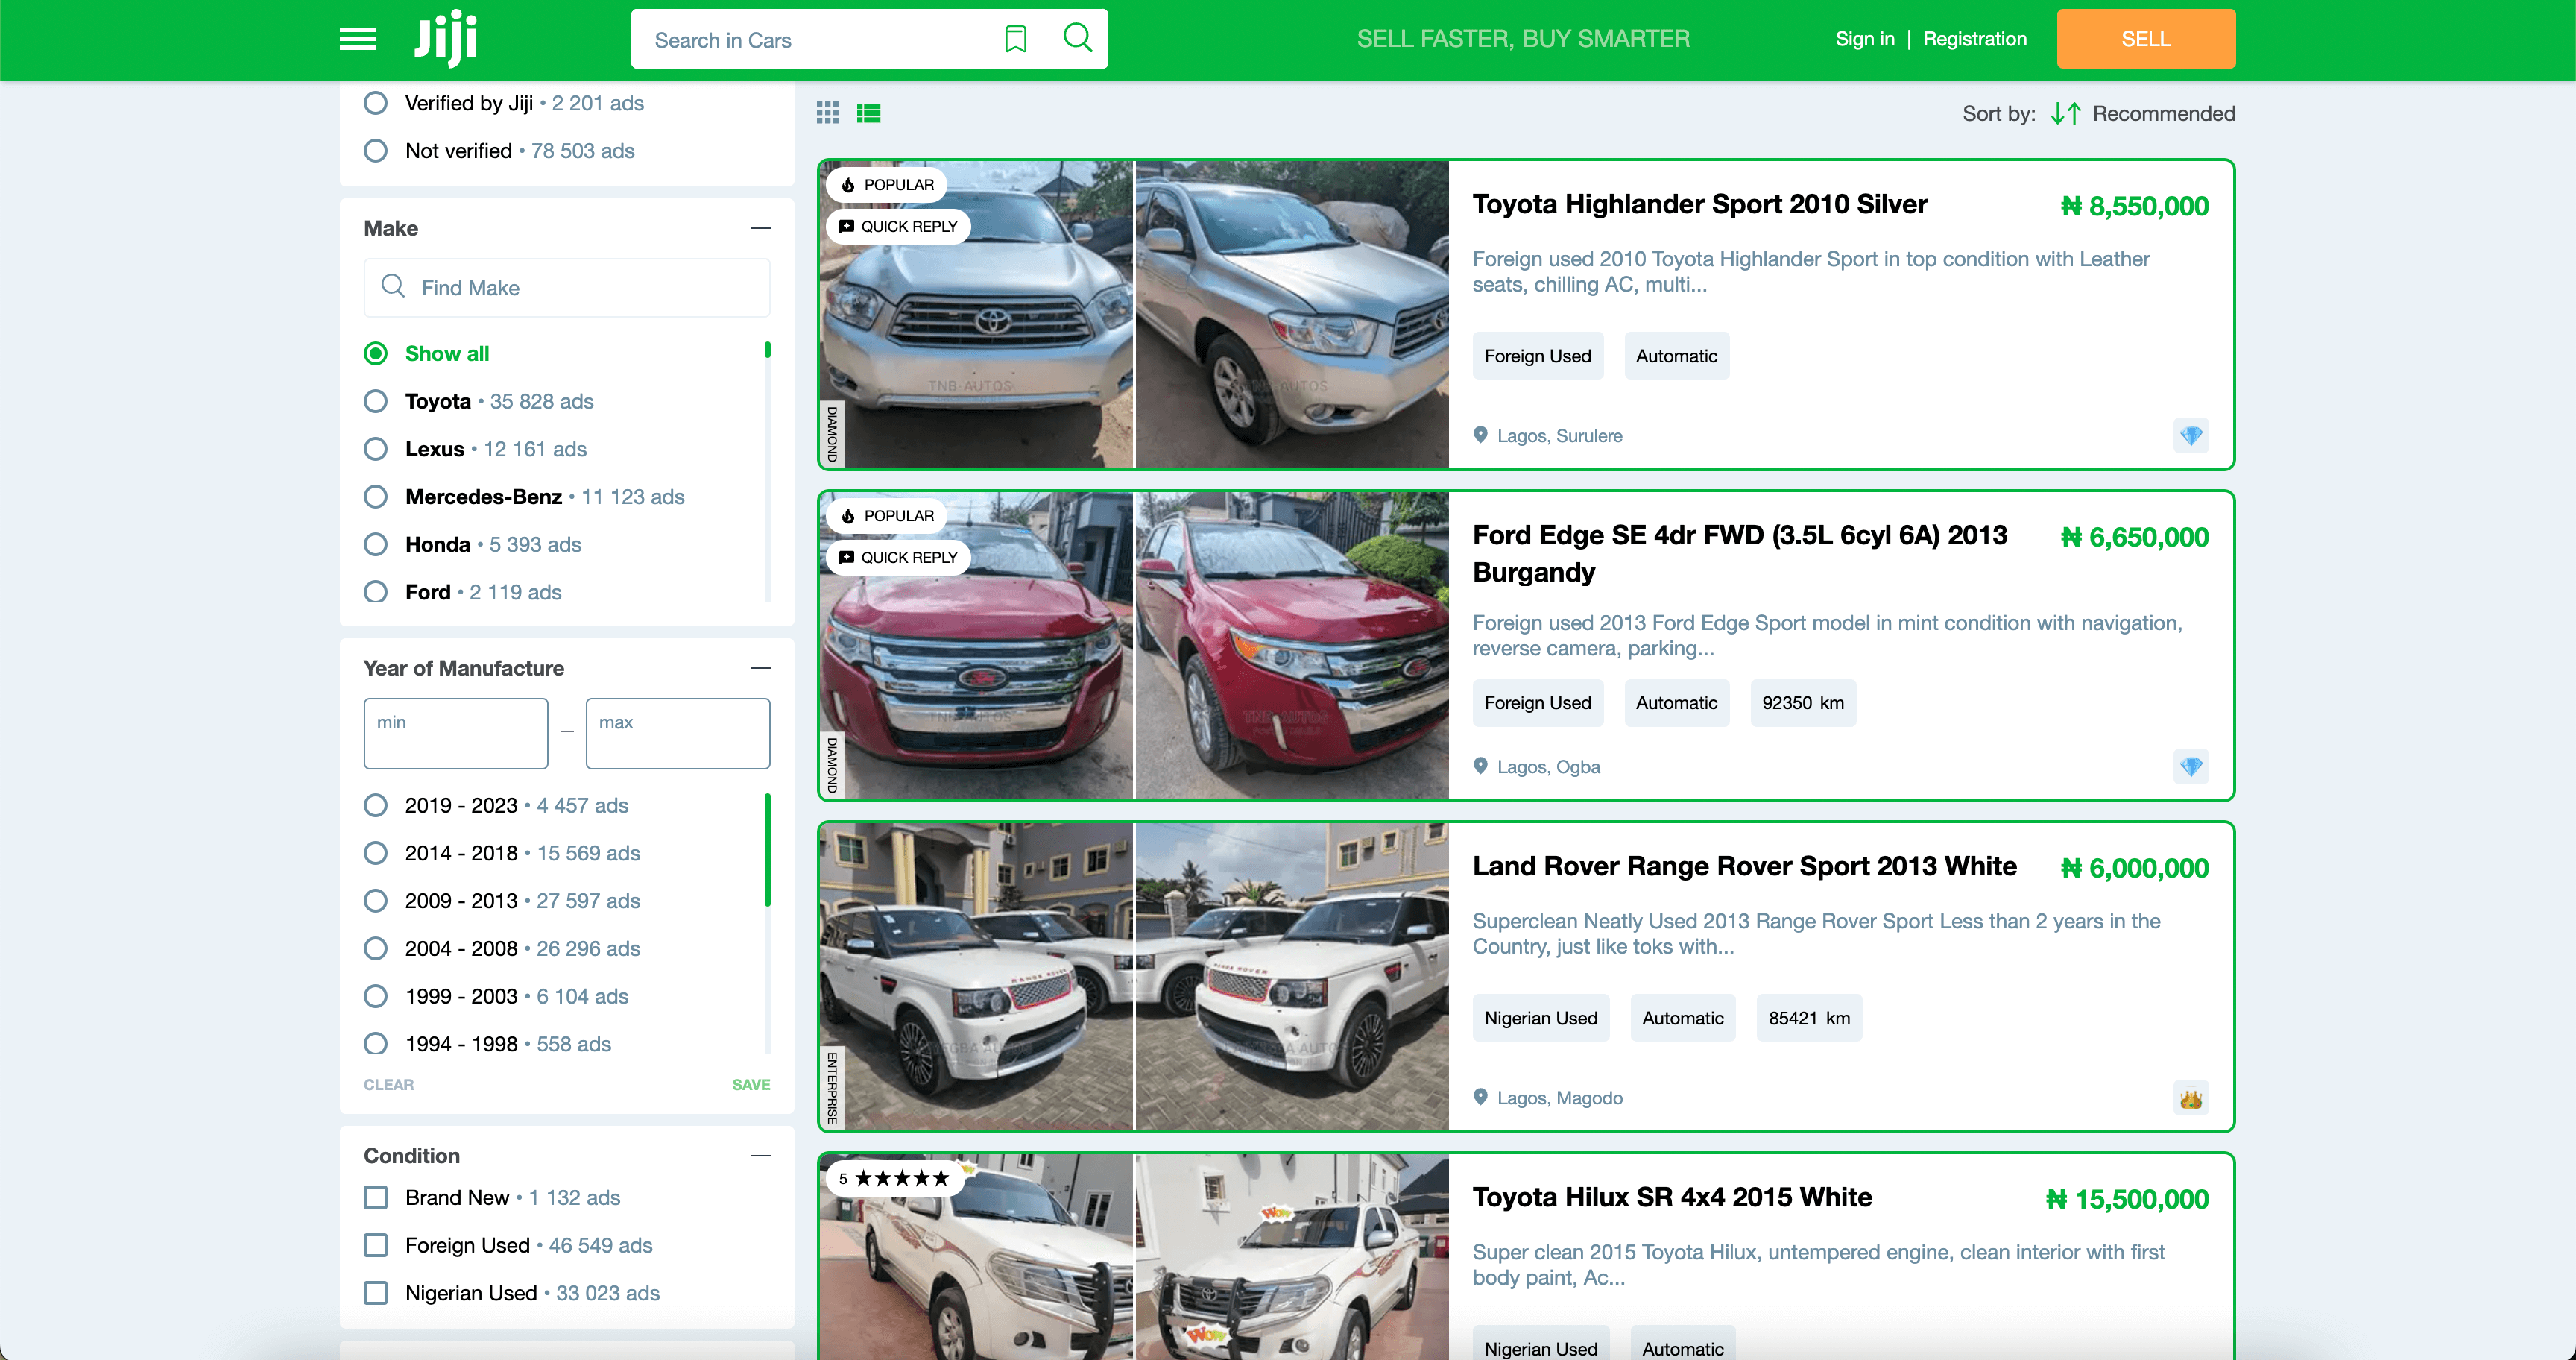 Jiji
Search in Cars
SELL FASTER, BUY SMARTER
Sign in | Registration
SELL
Verified by Jiji • 2 201 ads
Not verified • 78 503 ads
Make
Find Make
Show all
Toyota • 35 828 ads
Lexus • 12 161 ads
Mercedes-Benz • 11 123 ads
Honda • 5 393 ads
Ford • 2 119 ads
Year of Manufacture
min – max
2019 - 2023 • 4 457 ads
2014 - 2018 • 15 569 ads
2009 - 2013 • 27 597 ads
2004 - 2008 • 26 296 ads
1999 - 2003 • 6 104 ads
1994 - 1998 • 558 ads
CLEAR SAVE
Condition
Brand New • 1 132 ads
Foreign Used • 46 549 ads
Nigerian Used • 33 023 ads
Sort by: Recommended
POPULAR
QUICK REPLY
TNB-AUTOS
DIAMOND
Toyota Highlander Sport 2010 Silver
₦ 8,550,000
Foreign used 2010 Toyota Highlander Sport in top condition with Leather
seats, chilling AC, multi...
Foreign Used Automatic
Lagos, Surulere
POPULAR
QUICK REPLY
TNB-AUTOS
DIAMOND
Ford Edge SE 4dr FWD (3.5L 6cyl 6A) 2013
Burgandy
₦ 6,650,000
Foreign used 2013 Ford Edge Sport model in mint condition with navigation,
reverse camera, parking...
Foreign Used Automatic 92350 km
Lagos, Ogba
RANGE ROVER
ENTERPRISE
Land Rover Range Rover Sport 2013 White
₦ 6,000,000
Superclean Neatly Used 2013 Range Rover Sport Less than 2 years in the
Country, just like toks with...
Nigerian Used Automatic 85421 km
Lagos, Magodo
5 ★★★★★
WOW
WOW
Toyota Hilux SR 4x4 2015 White
₦ 15,500,000
Super clean 2015 Toyota Hilux, untempered engine, clean interior with first
body paint, Ac...
Nigerian Used Automatic